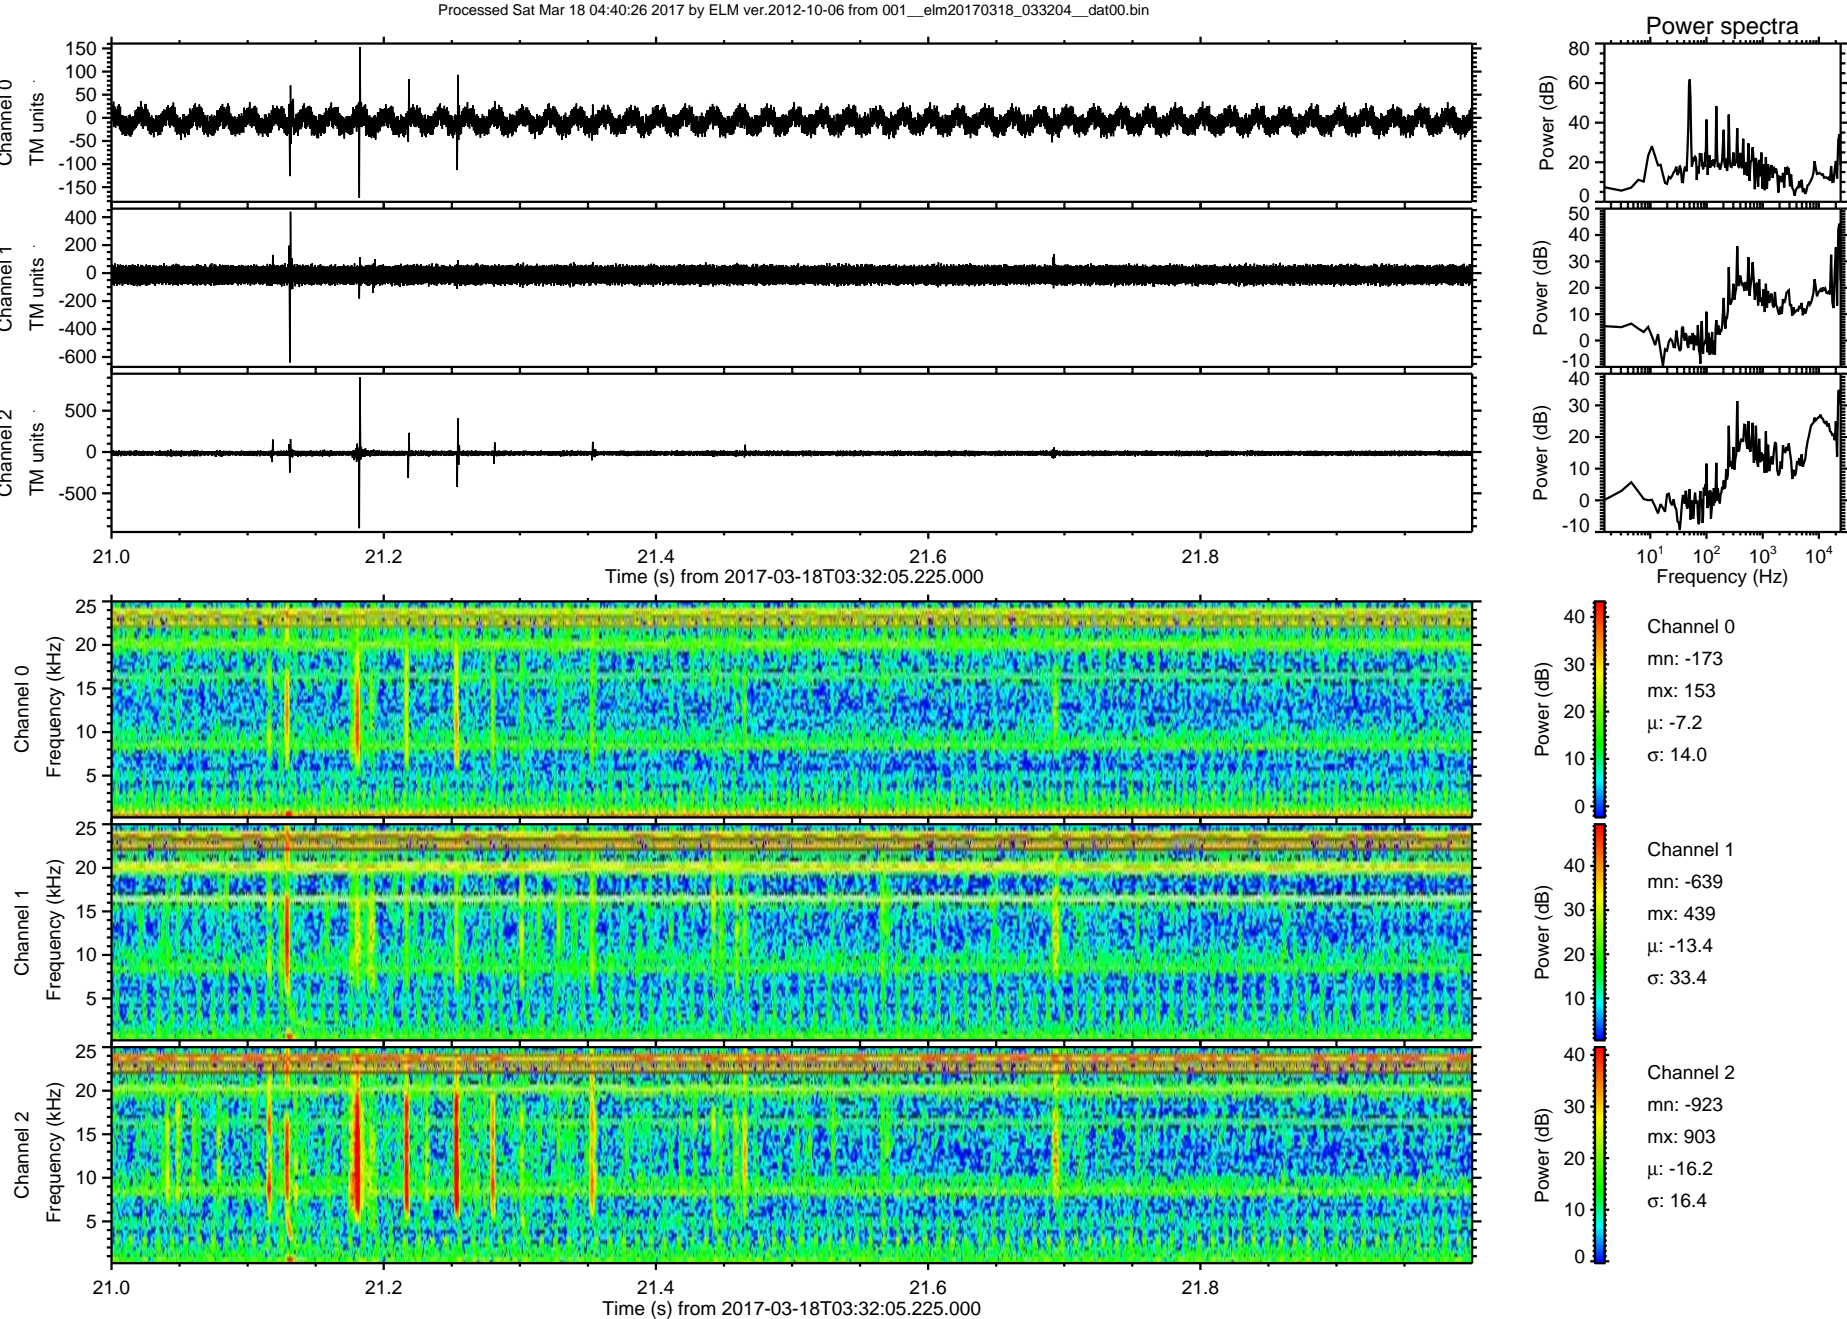 Processed Sat Mar 18 04:40:26 2017 by ELM ver.2012-10-06 from 001__elm20170318_033204__dat00.bin
Power spectra
Channel 0
TM units
150
100
50
0
-50
-100
-150
Power (dB)
80
60
40
20
0
Channel 1
TM units
400
200
0
-200
-400
-600
Power (dB)
50
40
30
20
10
0
-10
Channel 2
TM units
500
0
-500
Power (dB)
40
30
20
10
0
-10
21.0 21.2 21.4 21.6 21.8
Time (s) from 2017-03-18T03:32:05.225.000
10^1 10^2 10^3 10^4
Frequency (Hz)
Channel 0
Frequency (kHz)
25
20
15
10
5
Power (dB)
40
30
20
10
0
Channel 0
mn: -173
mx: 153
μ: -7.2
σ: 14.0
Channel 1
Frequency (kHz)
25
20
15
10
5
Power (dB)
40
30
20
10
Channel 1
mn: -639
mx: 439
μ: -13.4
σ: 33.4
Channel 2
Frequency (kHz)
25
20
15
10
5
Power (dB)
40
30
20
10
0
Channel 2
mn: -923
mx: 903
μ: -16.2
σ: 16.4
21.0 21.2 21.4 21.6 21.8
Time (s) from 2017-03-18T03:32:05.225.000